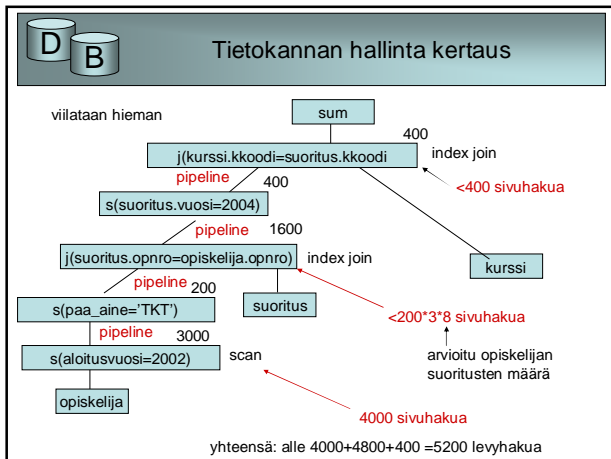 D
B
Tietokannan hallinta kertaus
viilataan hieman
sum
400
j(kurssi.kkoodi=suoritus.kkoodi
index join
pipeline
400
<400 sivuhakua
s(suoritus.vuosi=2004)
pipeline
1600
j(suoritus.opnro=opiskelija.opnro)
index join
kurssi
pipeline
200
suoritus
<200*3*8 sivuhakua
s(paa_aine='TKT')
pipeline
3000
arvioitu opiskelijan
suoritusten määrä
s(aloitusvuosi=2002)
scan
opiskelija
4000 sivuhakua
yhteensä: alle 4000+4800+400 =5200 levyhakua